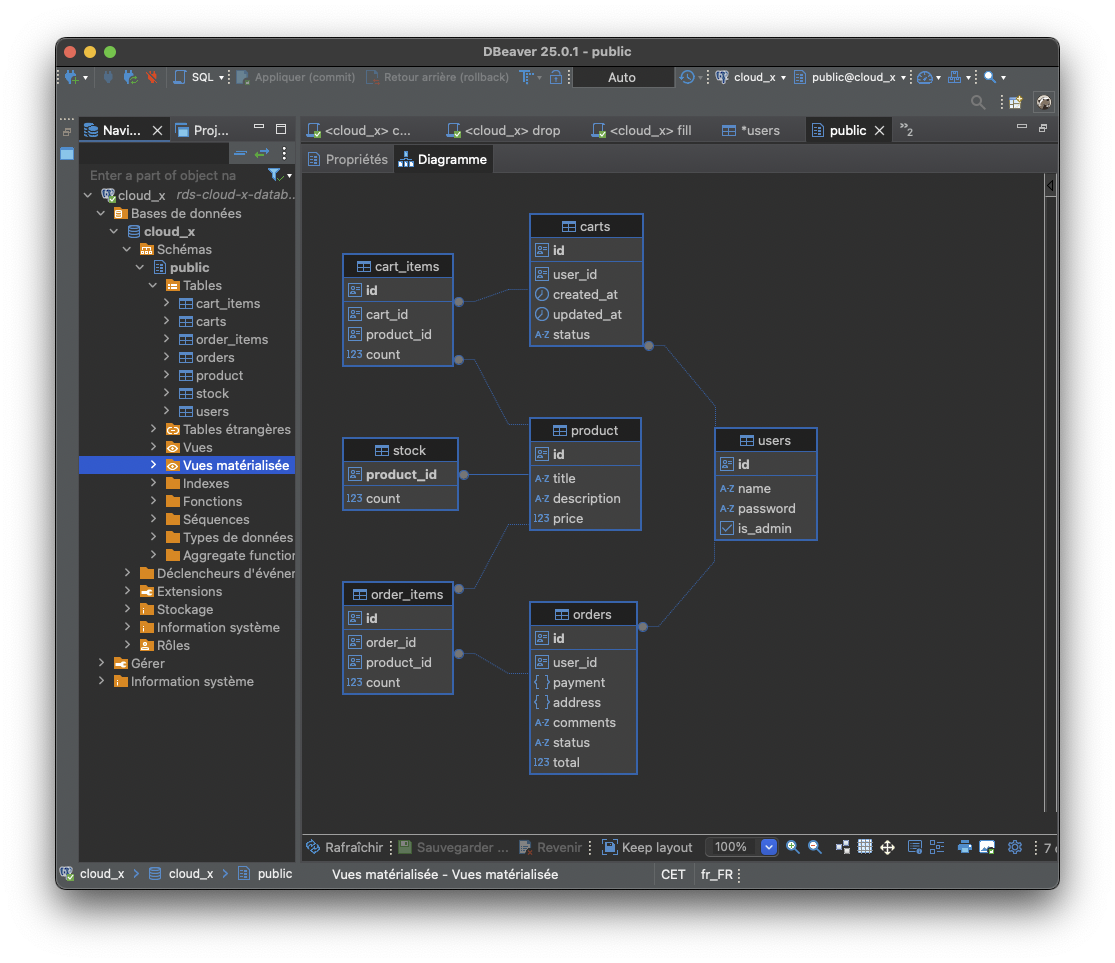 DBeaver 25.0.1 - public
SQL Appliquer (commit) Retour arrière (rollback) Auto cloud_x public@cloud_x
Navi... Proj... <cloud_x> c... <cloud_x> drop <cloud_x> fill *users public »2
Propriétés Diagramme
Enter a part of object na
cloud_x rds-cloud-x-datab...
Bases de données
cloud_x
Schémas
public
Tables
cart_items
carts
order_items
orders
product
stock
users
Tables étrangères
Vues
Vues matérialisée
Indexes
Fonctions
Séquences
Types de données
Aggregate function
Déclencheurs d'événer
Extensions
Stockage
Information système
Rôles
Gérer
Information système
carts
id
user_id
created_at
updated_at
A-Z status
cart_items
id
cart_id
product_id
123 count
product
id
A-Z title
A-Z description
123 price
stock
product_id
123 count
users
id
A-Z name
A-Z password
is_admin
order_items
id
order_id
product_id
123 count
orders
id
user_id
{ } payment
{ } address
A-Z comments
A-Z status
123 total
Rafraîchir Sauvegarder ... Revenir Keep layout 100% 7
cloud_x cloud_x public Vues matérialisée - Vues matérialisée CET fr_FR